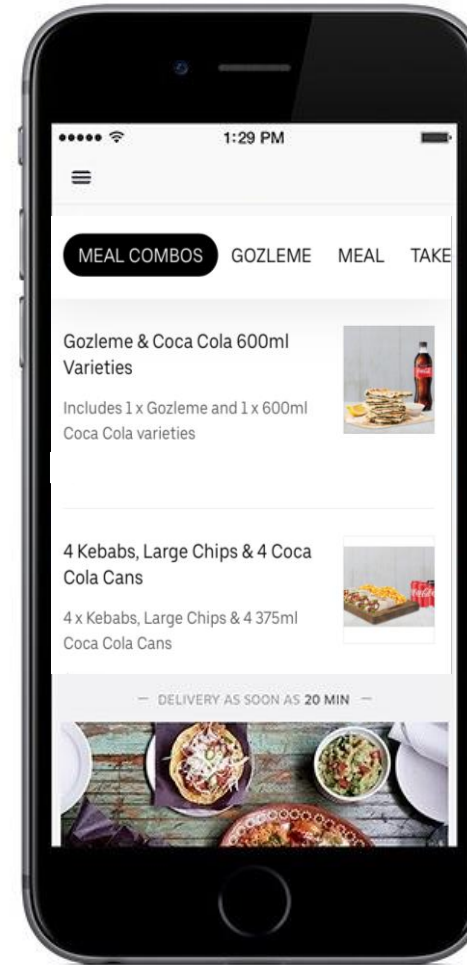 1:29 PM
MEAL COMBOS GOZLEME MEAL TAKE
Gozleme & Coca Cola 600ml
Varieties
Includes 1 x Gozleme and 1 x 600ml
Coca Cola varieties
4 Kebabs, Large Chips & 4 Coca
Cola Cans
4 x Kebabs, Large Chips & 4 375ml
Coca Cola Cans
— DELIVERY AS SOON AS 20 MIN —